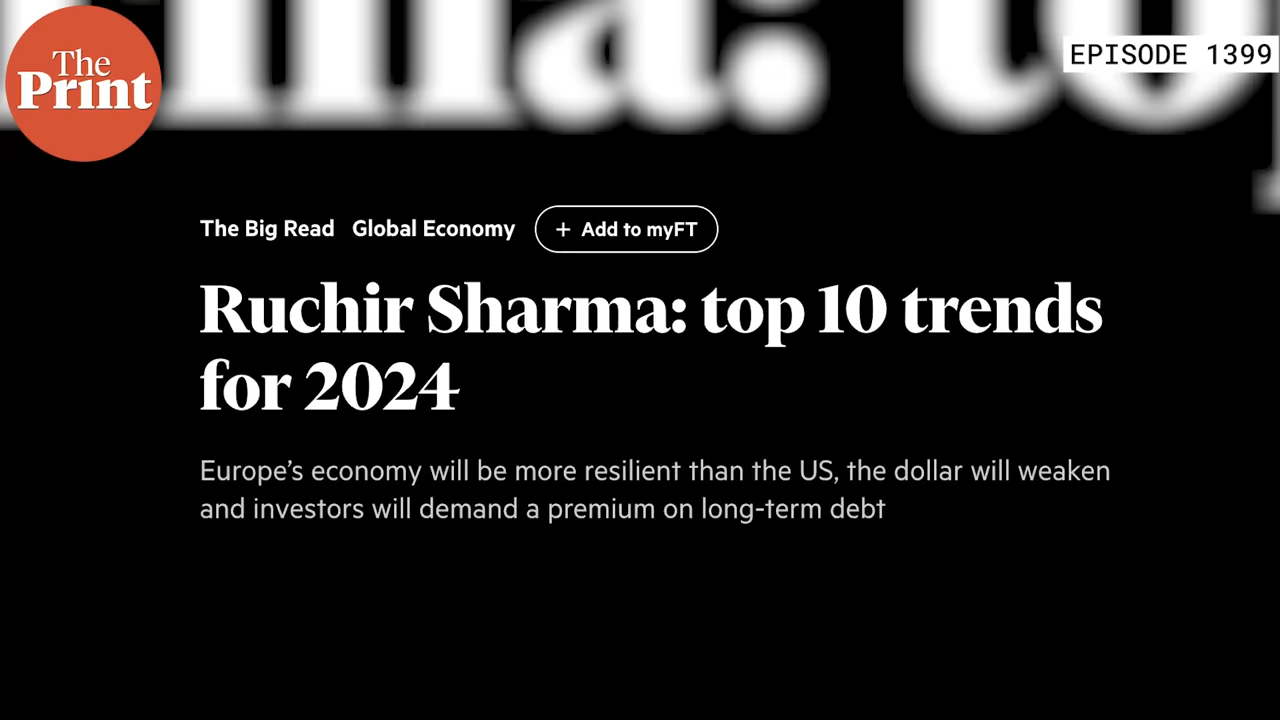 The
Print
EPISODE 1399
The Big Read Global Economy + Add to myFT
Ruchir Sharma: top 10 trends
for 2024
Europe’s economy will be more resilient than the US, the dollar will weaken
and investors will demand a premium on long-term debt